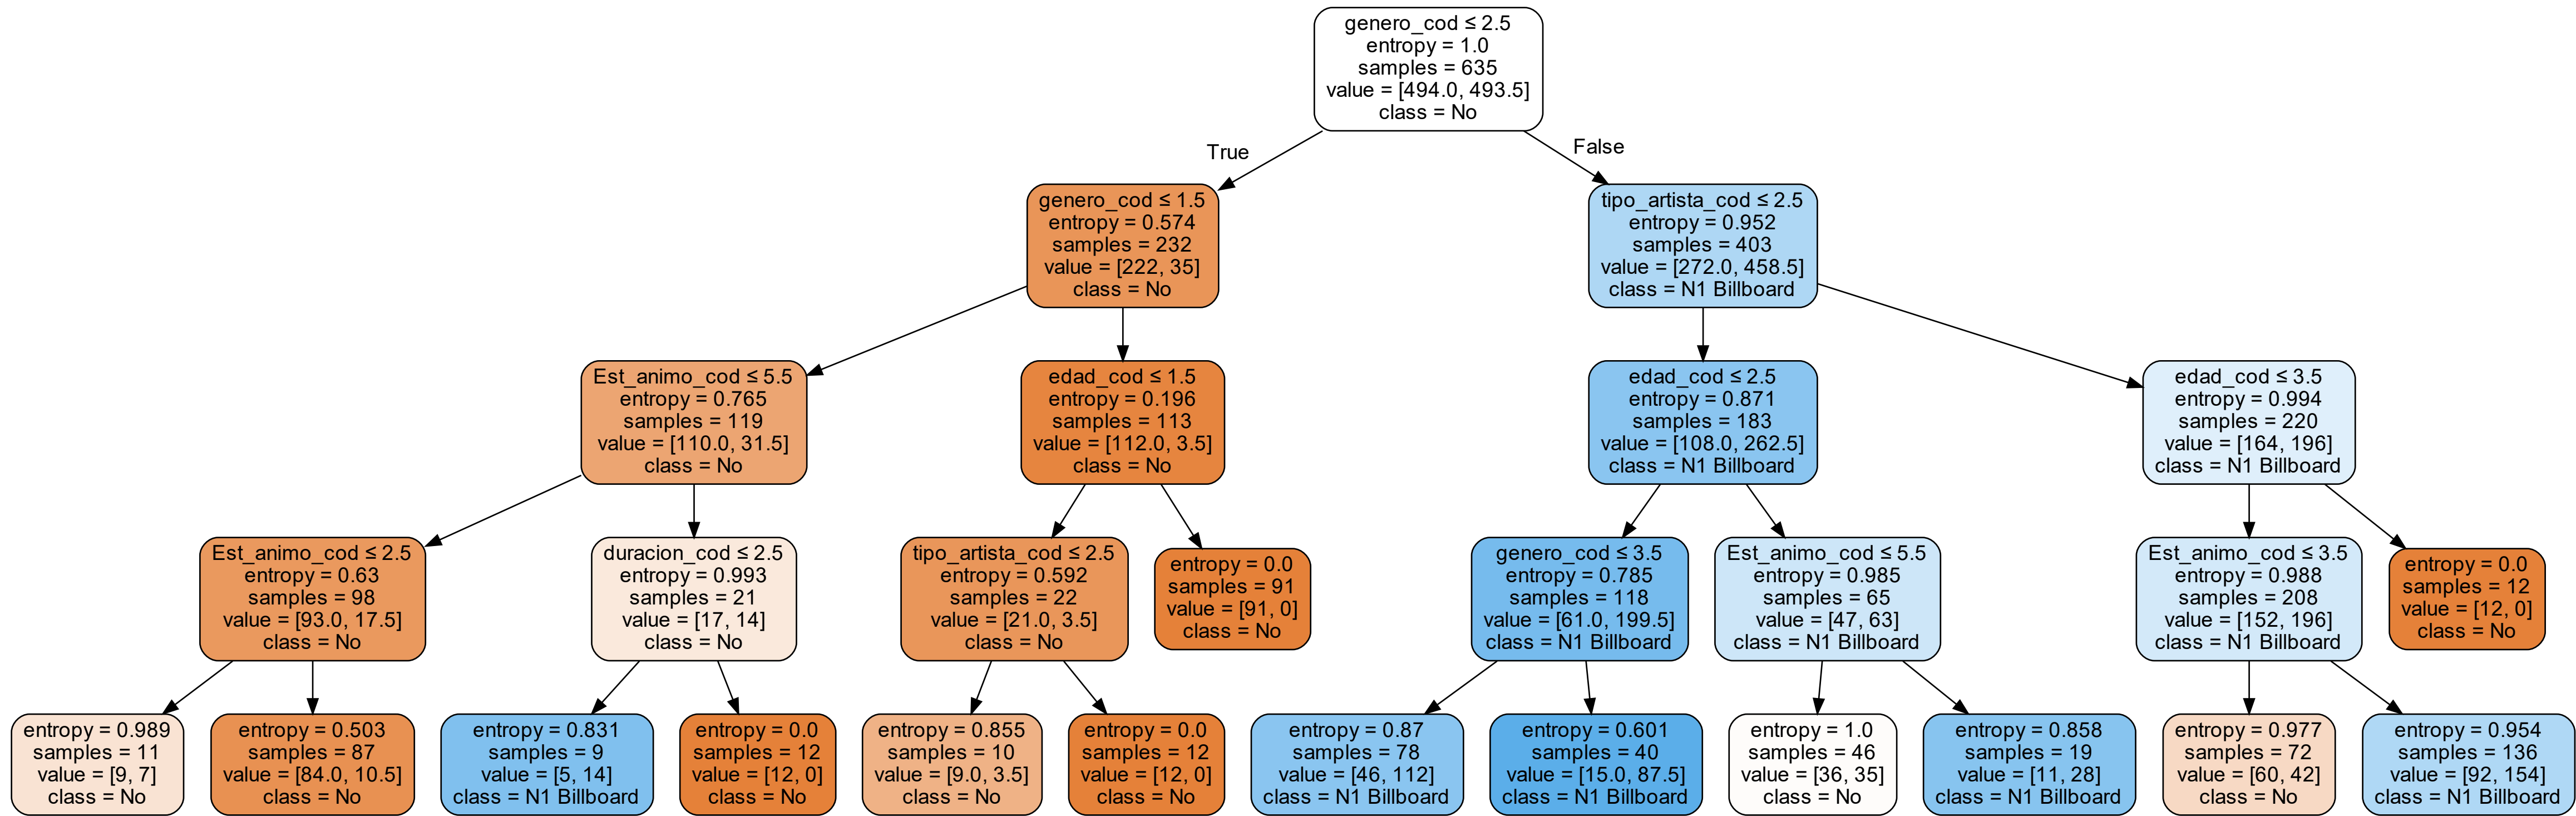 genero_cod ≤ 2.5
entropy = 1.0
samples = 635
value = [494.0, 493.5]
class = No
True
False
genero_cod ≤ 1.5
entropy = 0.574
samples = 232
value = [222, 35]
class = No
tipo_artista_cod ≤ 2.5
entropy = 0.952
samples = 403
value = [272.0, 458.5]
class = N1 Billboard
Est_animo_cod ≤ 5.5
entropy = 0.765
samples = 119
value = [110.0, 31.5]
class = No
edad_cod ≤ 1.5
entropy = 0.196
samples = 113
value = [112.0, 3.5]
class = No
edad_cod ≤ 2.5
entropy = 0.871
samples = 183
value = [108.0, 262.5]
class = N1 Billboard
edad_cod ≤ 3.5
entropy = 0.994
samples = 220
value = [164, 196]
class = N1 Billboard
Est_animo_cod ≤ 2.5
entropy = 0.63
samples = 98
value = [93.0, 17.5]
class = No
duracion_cod ≤ 2.5
entropy = 0.993
samples = 21
value = [17, 14]
class = No
tipo_artista_cod ≤ 2.5
entropy = 0.592
samples = 22
value = [21.0, 3.5]
class = No
entropy = 0.0
samples = 91
value = [91, 0]
class = No
genero_cod ≤ 3.5
entropy = 0.785
samples = 118
value = [61.0, 199.5]
class = N1 Billboard
Est_animo_cod ≤ 5.5
entropy = 0.985
samples = 65
value = [47, 63]
class = N1 Billboard
Est_animo_cod ≤ 3.5
entropy = 0.988
samples = 208
value = [152, 196]
class = N1 Billboard
entropy = 0.0
samples = 12
value = [12, 0]
class = No
entropy = 0.989
samples = 11
value = [9, 7]
class = No
entropy = 0.503
samples = 87
value = [84.0, 10.5]
class = No
entropy = 0.831
samples = 9
value = [5, 14]
class = N1 Billboard
entropy = 0.0
samples = 12
value = [12, 0]
class = No
entropy = 0.855
samples = 10
value = [9.0, 3.5]
class = No
entropy = 0.0
samples = 12
value = [12, 0]
class = No
entropy = 0.87
samples = 78
value = [46, 112]
class = N1 Billboard
entropy = 0.601
samples = 40
value = [15.0, 87.5]
class = N1 Billboard
entropy = 1.0
samples = 46
value = [36, 35]
class = No
entropy = 0.858
samples = 19
value = [11, 28]
class = N1 Billboard
entropy = 0.977
samples = 72
value = [60, 42]
class = No
entropy = 0.954
samples = 136
value = [92, 154]
class = N1 Billboard